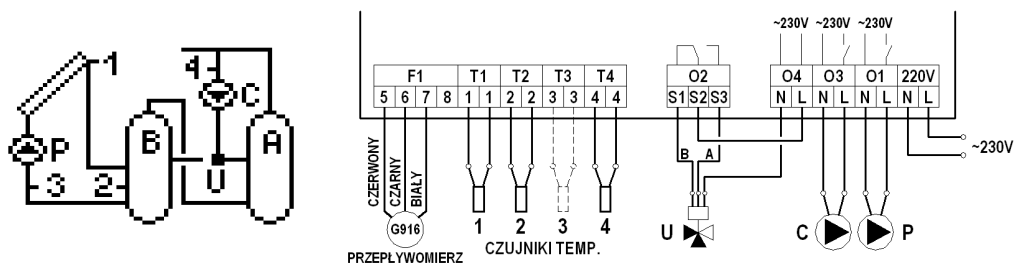 1
4
C
P
B
A
3
2
U
~230V ~230V ~230V
F1 T1 T2 T3 T4 O2 O4 O3 O1 220V
5 6 7 8 1 1 2 2 3 3 4 4 S1 S2 S3 N L N L N L N L
CZERWONY
CZARNY
BIAŁY
B A
~230V
G916
1 2 3 4
U C P
CZUJNIKI TEMP.
PRZEPŁYWOMIERZ